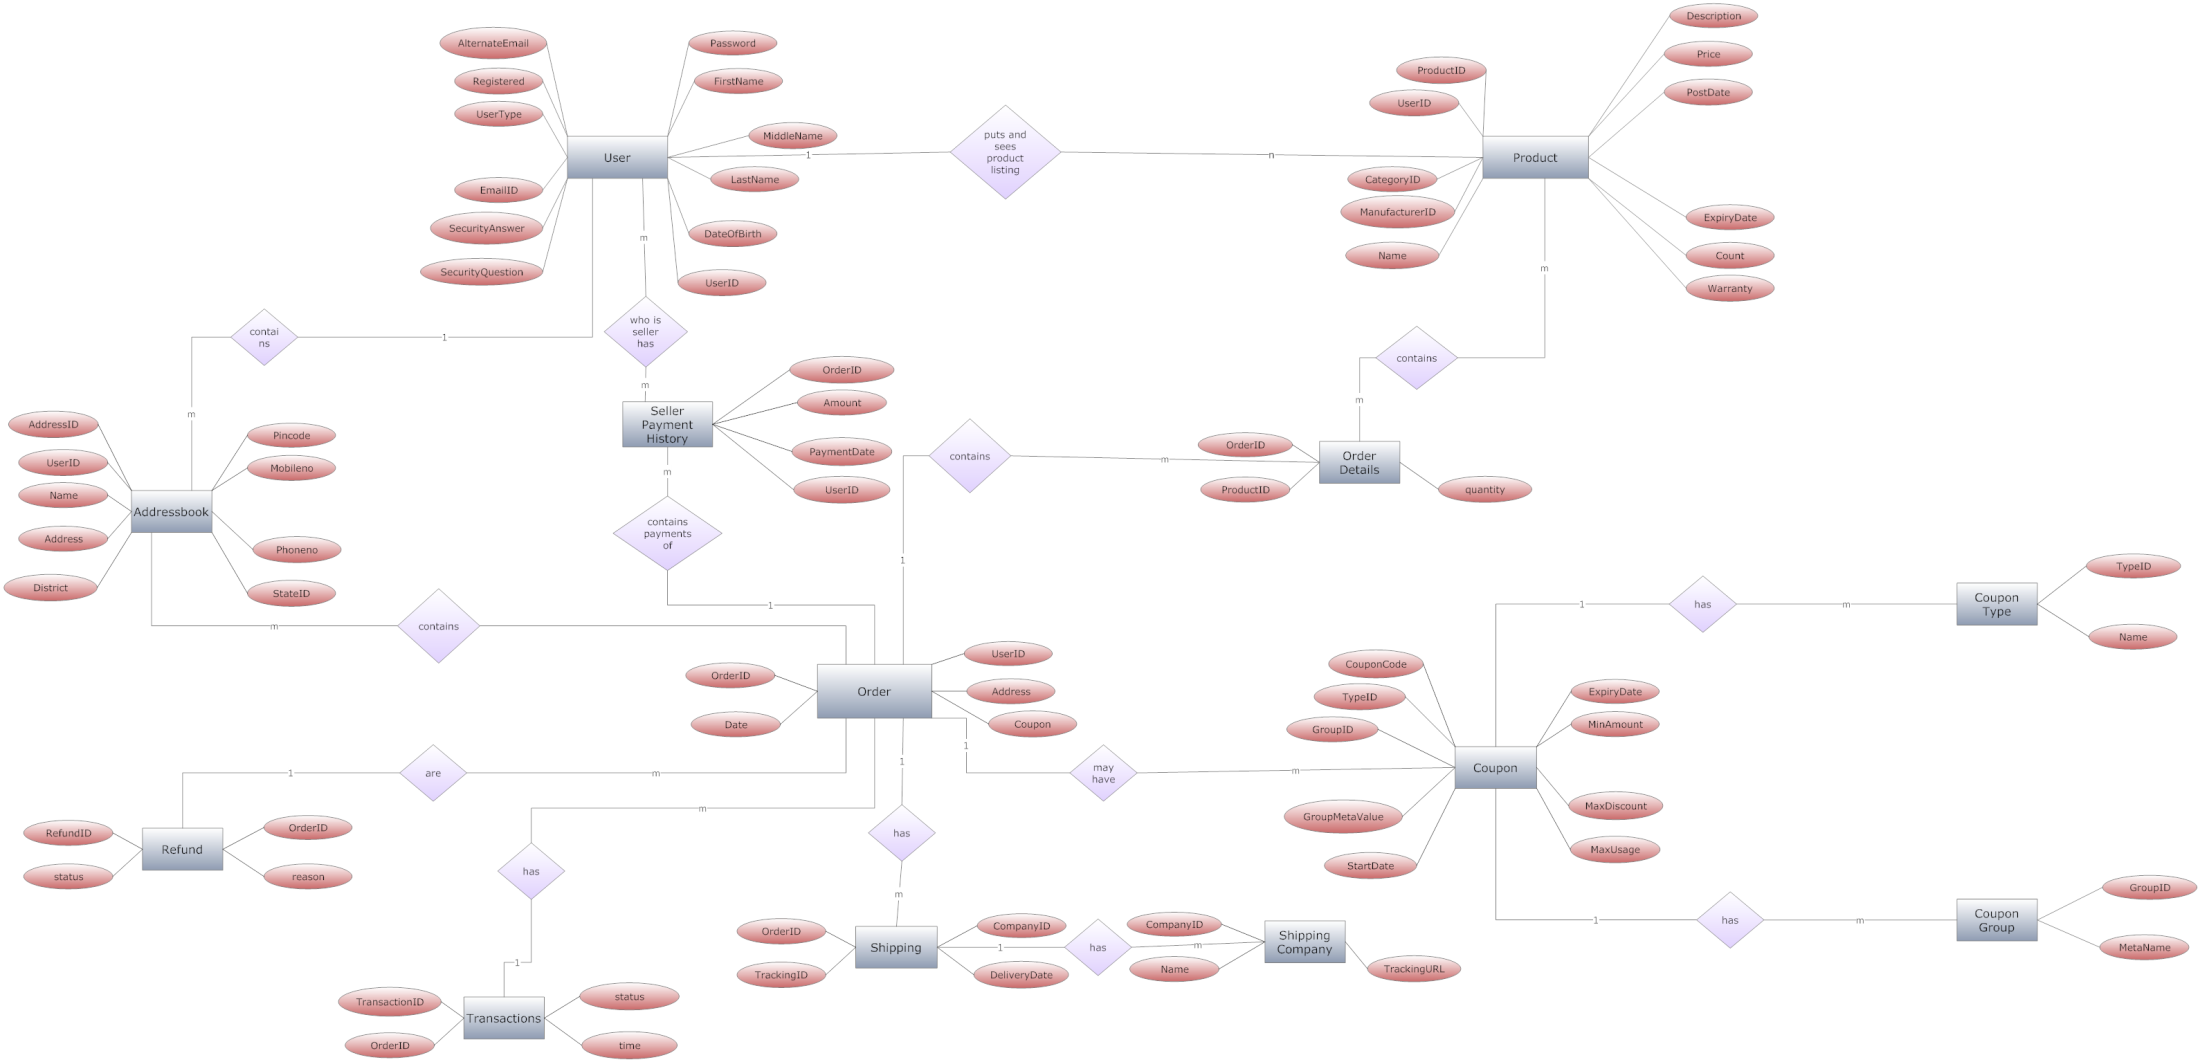 Description
AlternateEmail
Password
Price
ProductID
Registered
FirstName
PostDate
UserID
UserType
puts and
sees
product
listing
MiddleName
User
1
n
Product
LastName
CategoryID
EmailID
ManufacturerID
ExpiryDate
SecurityAnswer
DateOfBirth
m
Name
Count
m
SecurityQuestion
UserID
Warranty
contai
ns
1
who is
seller
has
contains
OrderID
m
m
Amount
m
Seller
Payment
History
AddressID
Pincode
OrderID
PaymentDate
contains
m
Order
Details
UserID
Mobileno
m
Name
UserID
ProductID
quantity
Addressbook
contains
payments
of
Address
Phoneno
1
TypeID
District
StateID
1
1
has
m
Coupon
Type
m
contains
Name
UserID
CouponCode
OrderID
Order
Address
TypeID
ExpiryDate
Date
Coupon
GroupID
MinAmount
1
1
are
m
1
may
have
m
Coupon
m
GroupMetaValue
MaxDiscount
RefundID
OrderID
has
Refund
MaxUsage
status
reason
has
StartDate
m
GroupID
OrderID
CompanyID
CompanyID
1
has
m
Coupon
Group
Shipping
1
has
m
Shipping
Company
MetaName
1
TrackingID
DeliveryDate
Name
TrackingURL
TransactionID
status
Transactions
OrderID
time